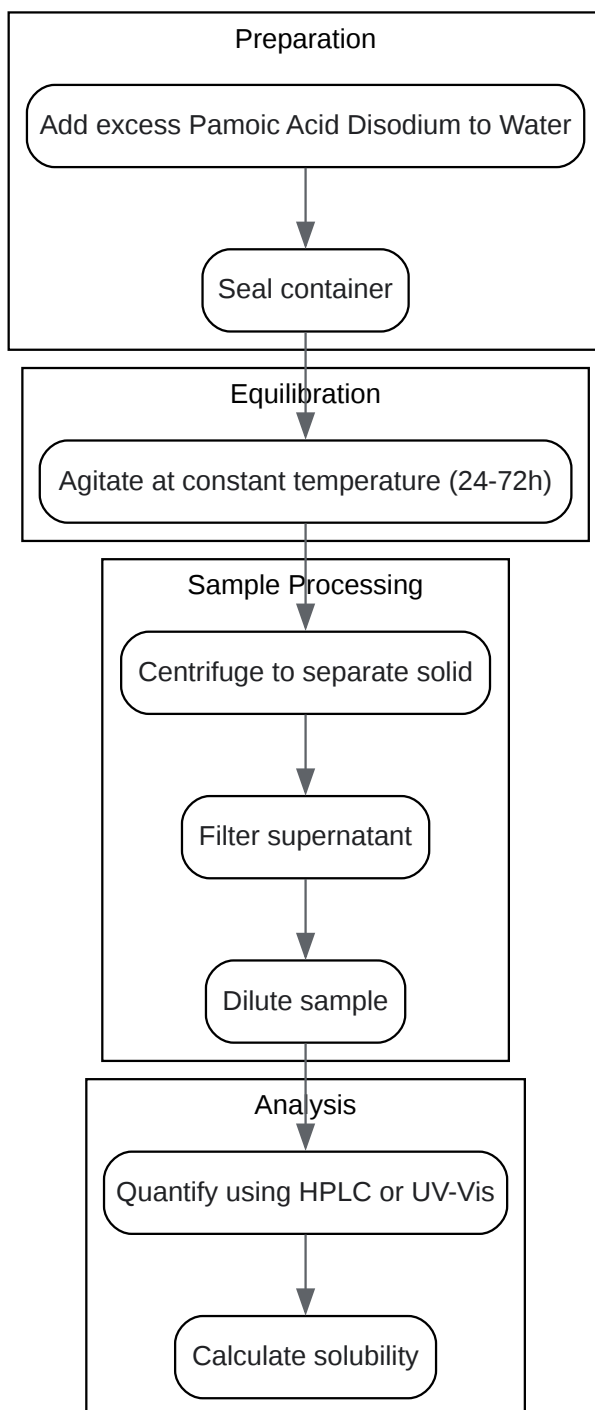 Preparation
Add excess Pamoic Acid Disodium to Water
Seal container
Equilibration
Agitate at constant temperature (24-72h)
Sample Processing
Centrifuge to separate solid
Filter supernatant
Dilute sample
Analysis
Quantify using HPLC or UV-Vis
Calculate solubility